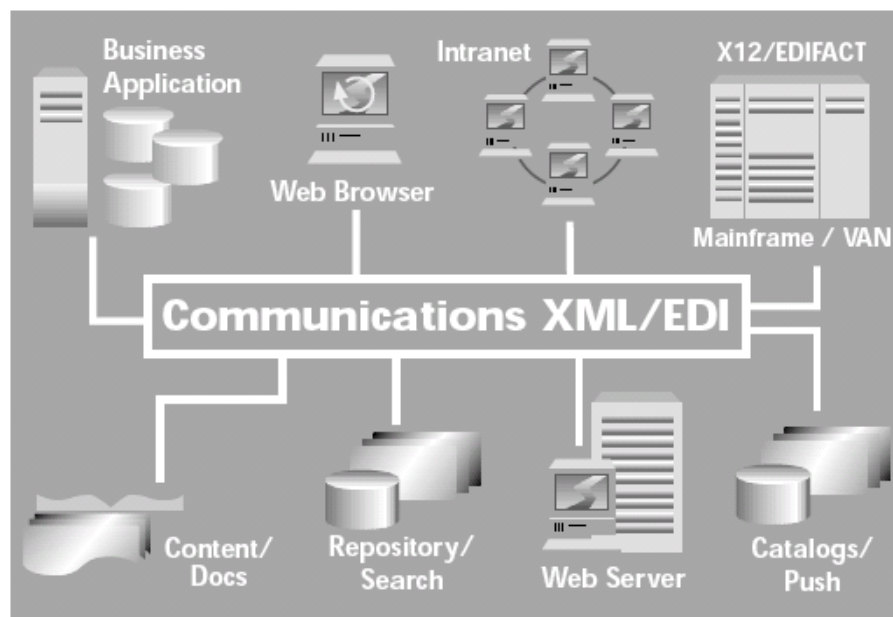 Business
Application
Intranet
X12/EDIFACT
Web Browser
Mainframe / VAN
Communications XML/EDI
Content/
Docs
Repository/
Search
Web Server
Catalogs/
Push